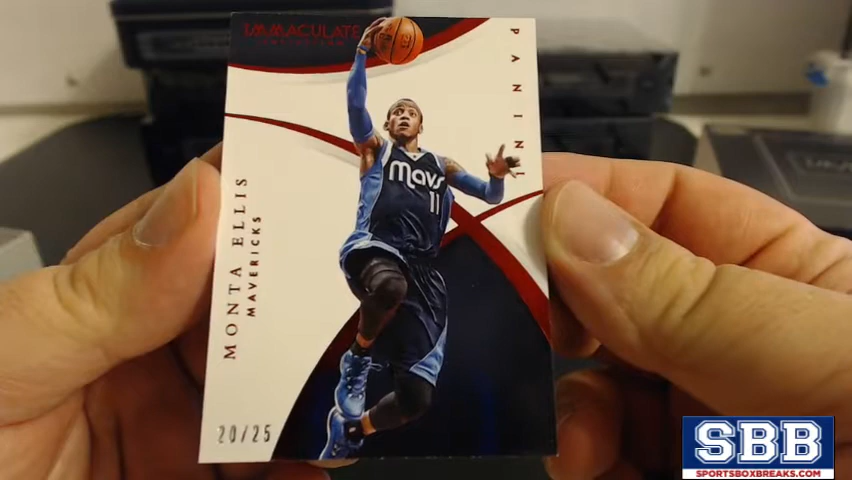 IMMACULATE
PANINI
mavs
11
MONTA ELLIS
MAVERICKS
20/25
SBB
SPORTSBOXBREAKS.COM